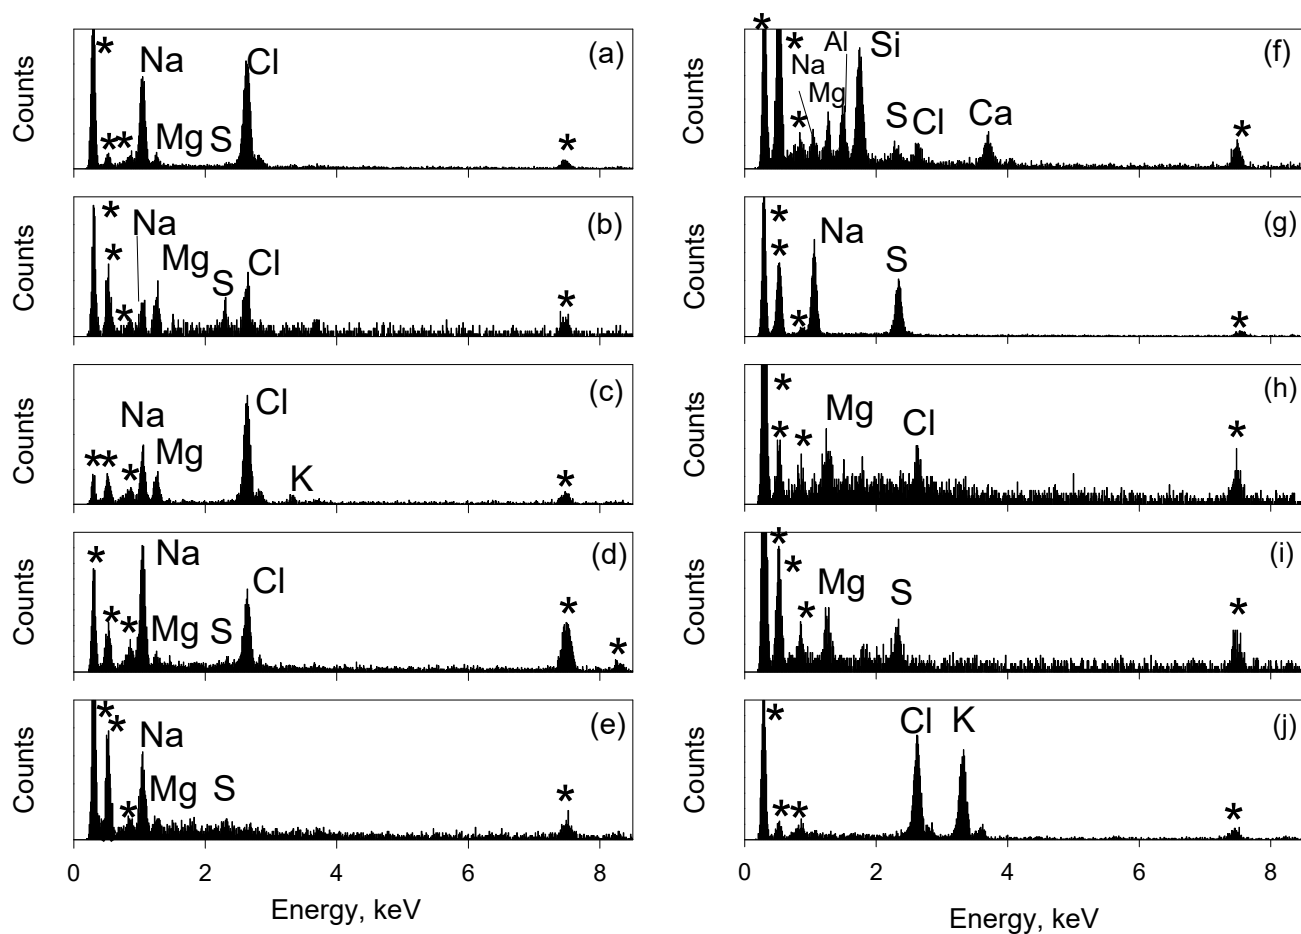 Counts
* Na Cl (a)
* * Mg S *
Counts
* Na (b)
* Mg S Cl *
*
Counts
Na Cl (c)
* * * Mg K *
Counts
* Na Cl (d)
* * Mg S * *
Counts
* * Na (e)
* Mg S *
0 2 4 6 8
Energy, keV
Counts
* * Al Si (f)
Na
* Mg S Cl Ca *
Counts
* Na (g)
* S
* *
Counts
* Mg (h)
* * Cl *
Counts
* (i)
* Mg S
* *
Counts
* Cl K (j)
* * *
0 2 4 6 8
Energy, keV